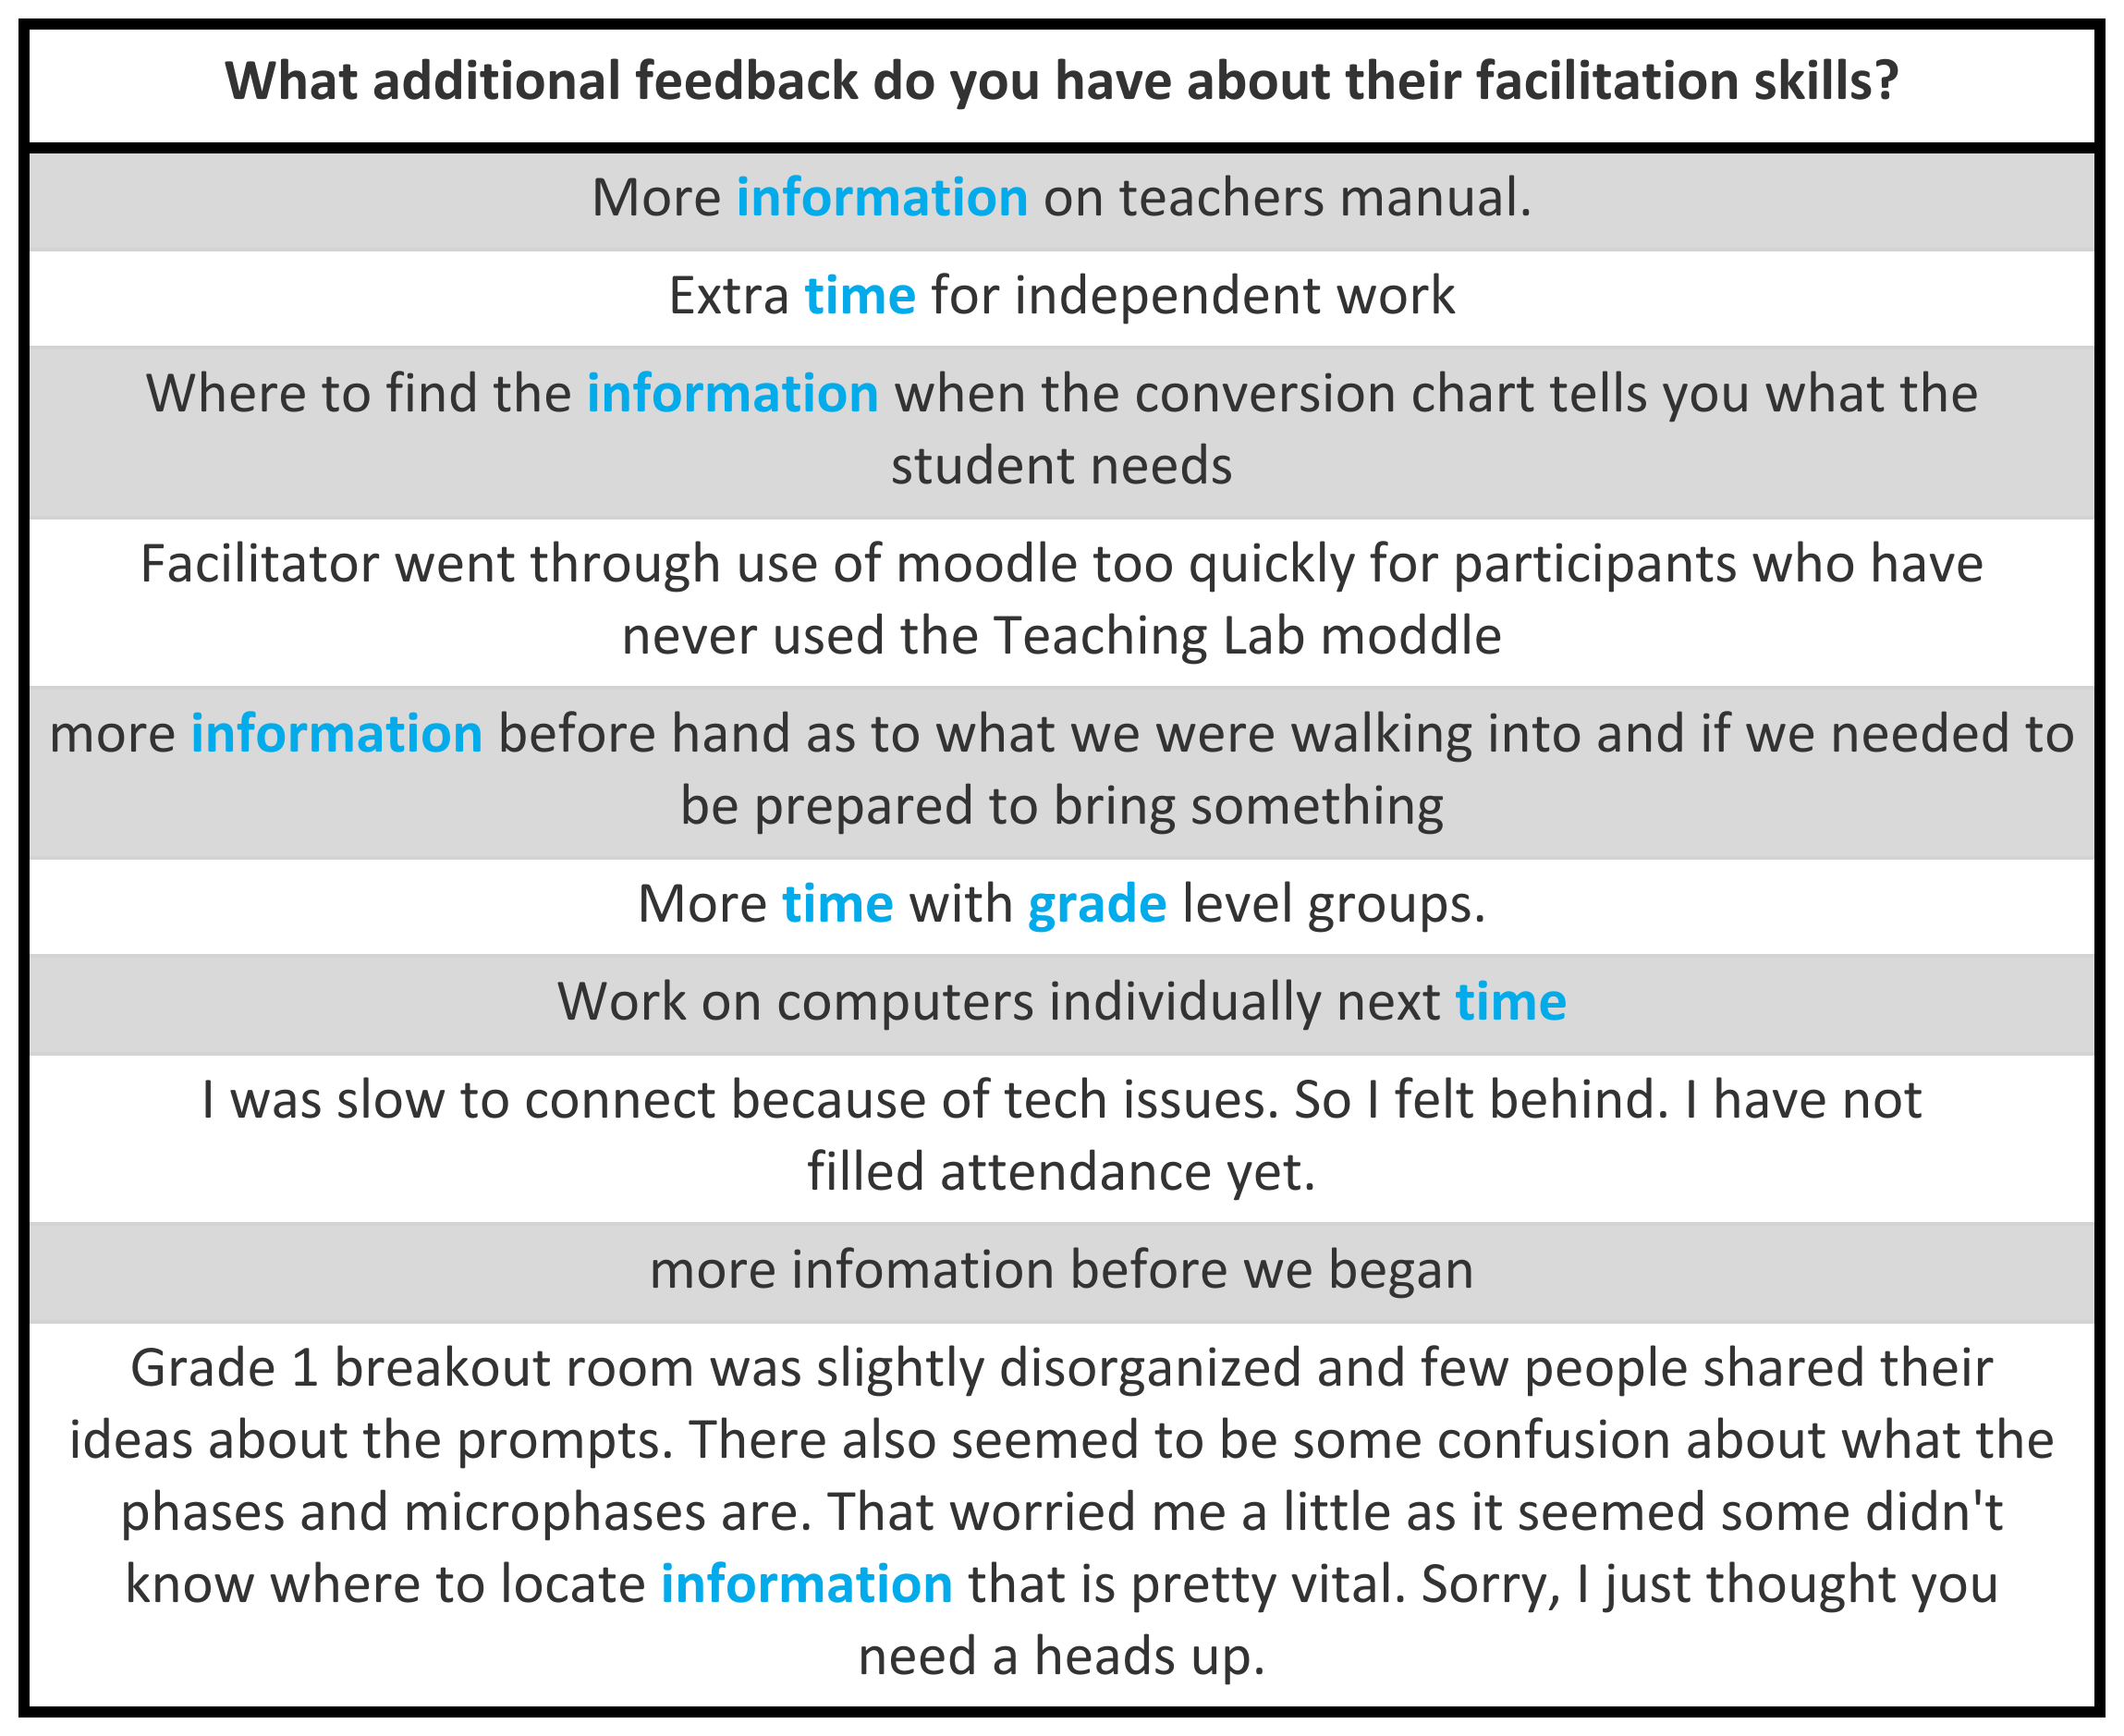 What additional feedback do you have about their facilitation skills?
More information on teachers manual.
Extra time for independent work
Where to find the information when the conversion chart tells you what the
student needs
Facilitator went through use of moodle too quickly for participants who have
never used the Teaching Lab moddle
more information before hand as to what we were walking into and if we needed to
be prepared to bring something
More time with grade level groups.
Work on computers individually next time
I was slow to connect because of tech issues. So I felt behind. I have not
filled attendance yet.
more infomation before we began
Grade 1 breakout room was slightly disorganized and few people shared their
ideas about the prompts. There also seemed to be some confusion about what the
phases and microphases are. That worried me a little as it seemed some didn't
know where to locate information that is pretty vital. Sorry, I just thought you
need a heads up.